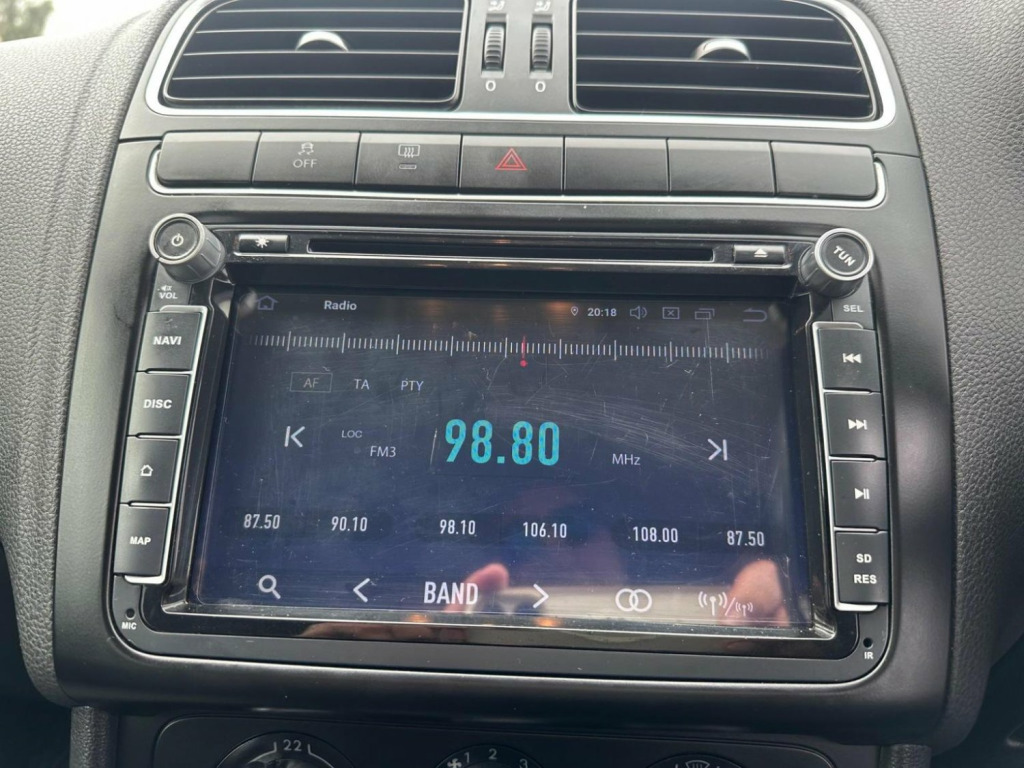 0 0
OFF
TUN
VOL
SEL
Radio 20:18
NAVI
AF TA PTY
DISC
LOC
FM3 98.80 MHz
87.50 90.10 98.10 106.10 108.00 87.50
MAP
SD
RES
BAND
MIC
IR
22
1 2 3